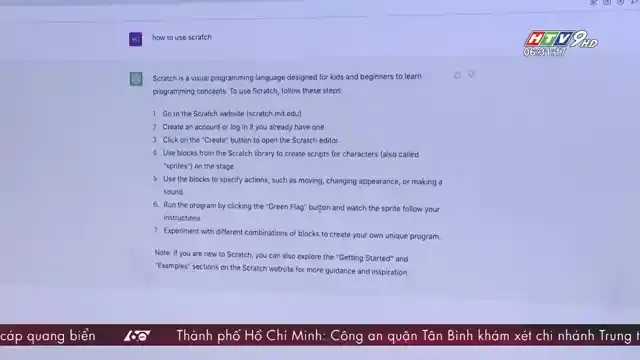 how to use scratch
HTV9 HD
06:31:17
Scratch is a visual programming language designed for kids and beginners to learn
programming concepts. To use Scratch, follow these steps:
1. Go to the Scratch website (scratch.mit.edu)
2. Create an account or log in if you already have one
3. Click on the "Create" button to open the Scratch editor.
4. Use blocks from the Scratch library to create scripts for characters (also called
"sprites") on the stage
5. Use the blocks to specify actions, such as moving, changing appearance, or making a
sound.
6. Run the program by clicking the "Green Flag" button and watch the sprite follow your
instructions
7. Experiment with different combinations of blocks to create your own unique program.
Note: If you are new to Scratch, you can also explore the "Getting Started" and
"Examples" sections on the Scratch website for more guidance and inspiration.
cáp quang biển
Thành phố Hồ Chí Minh: Công an quận Tân Bình khám xét chi nhánh Trung t